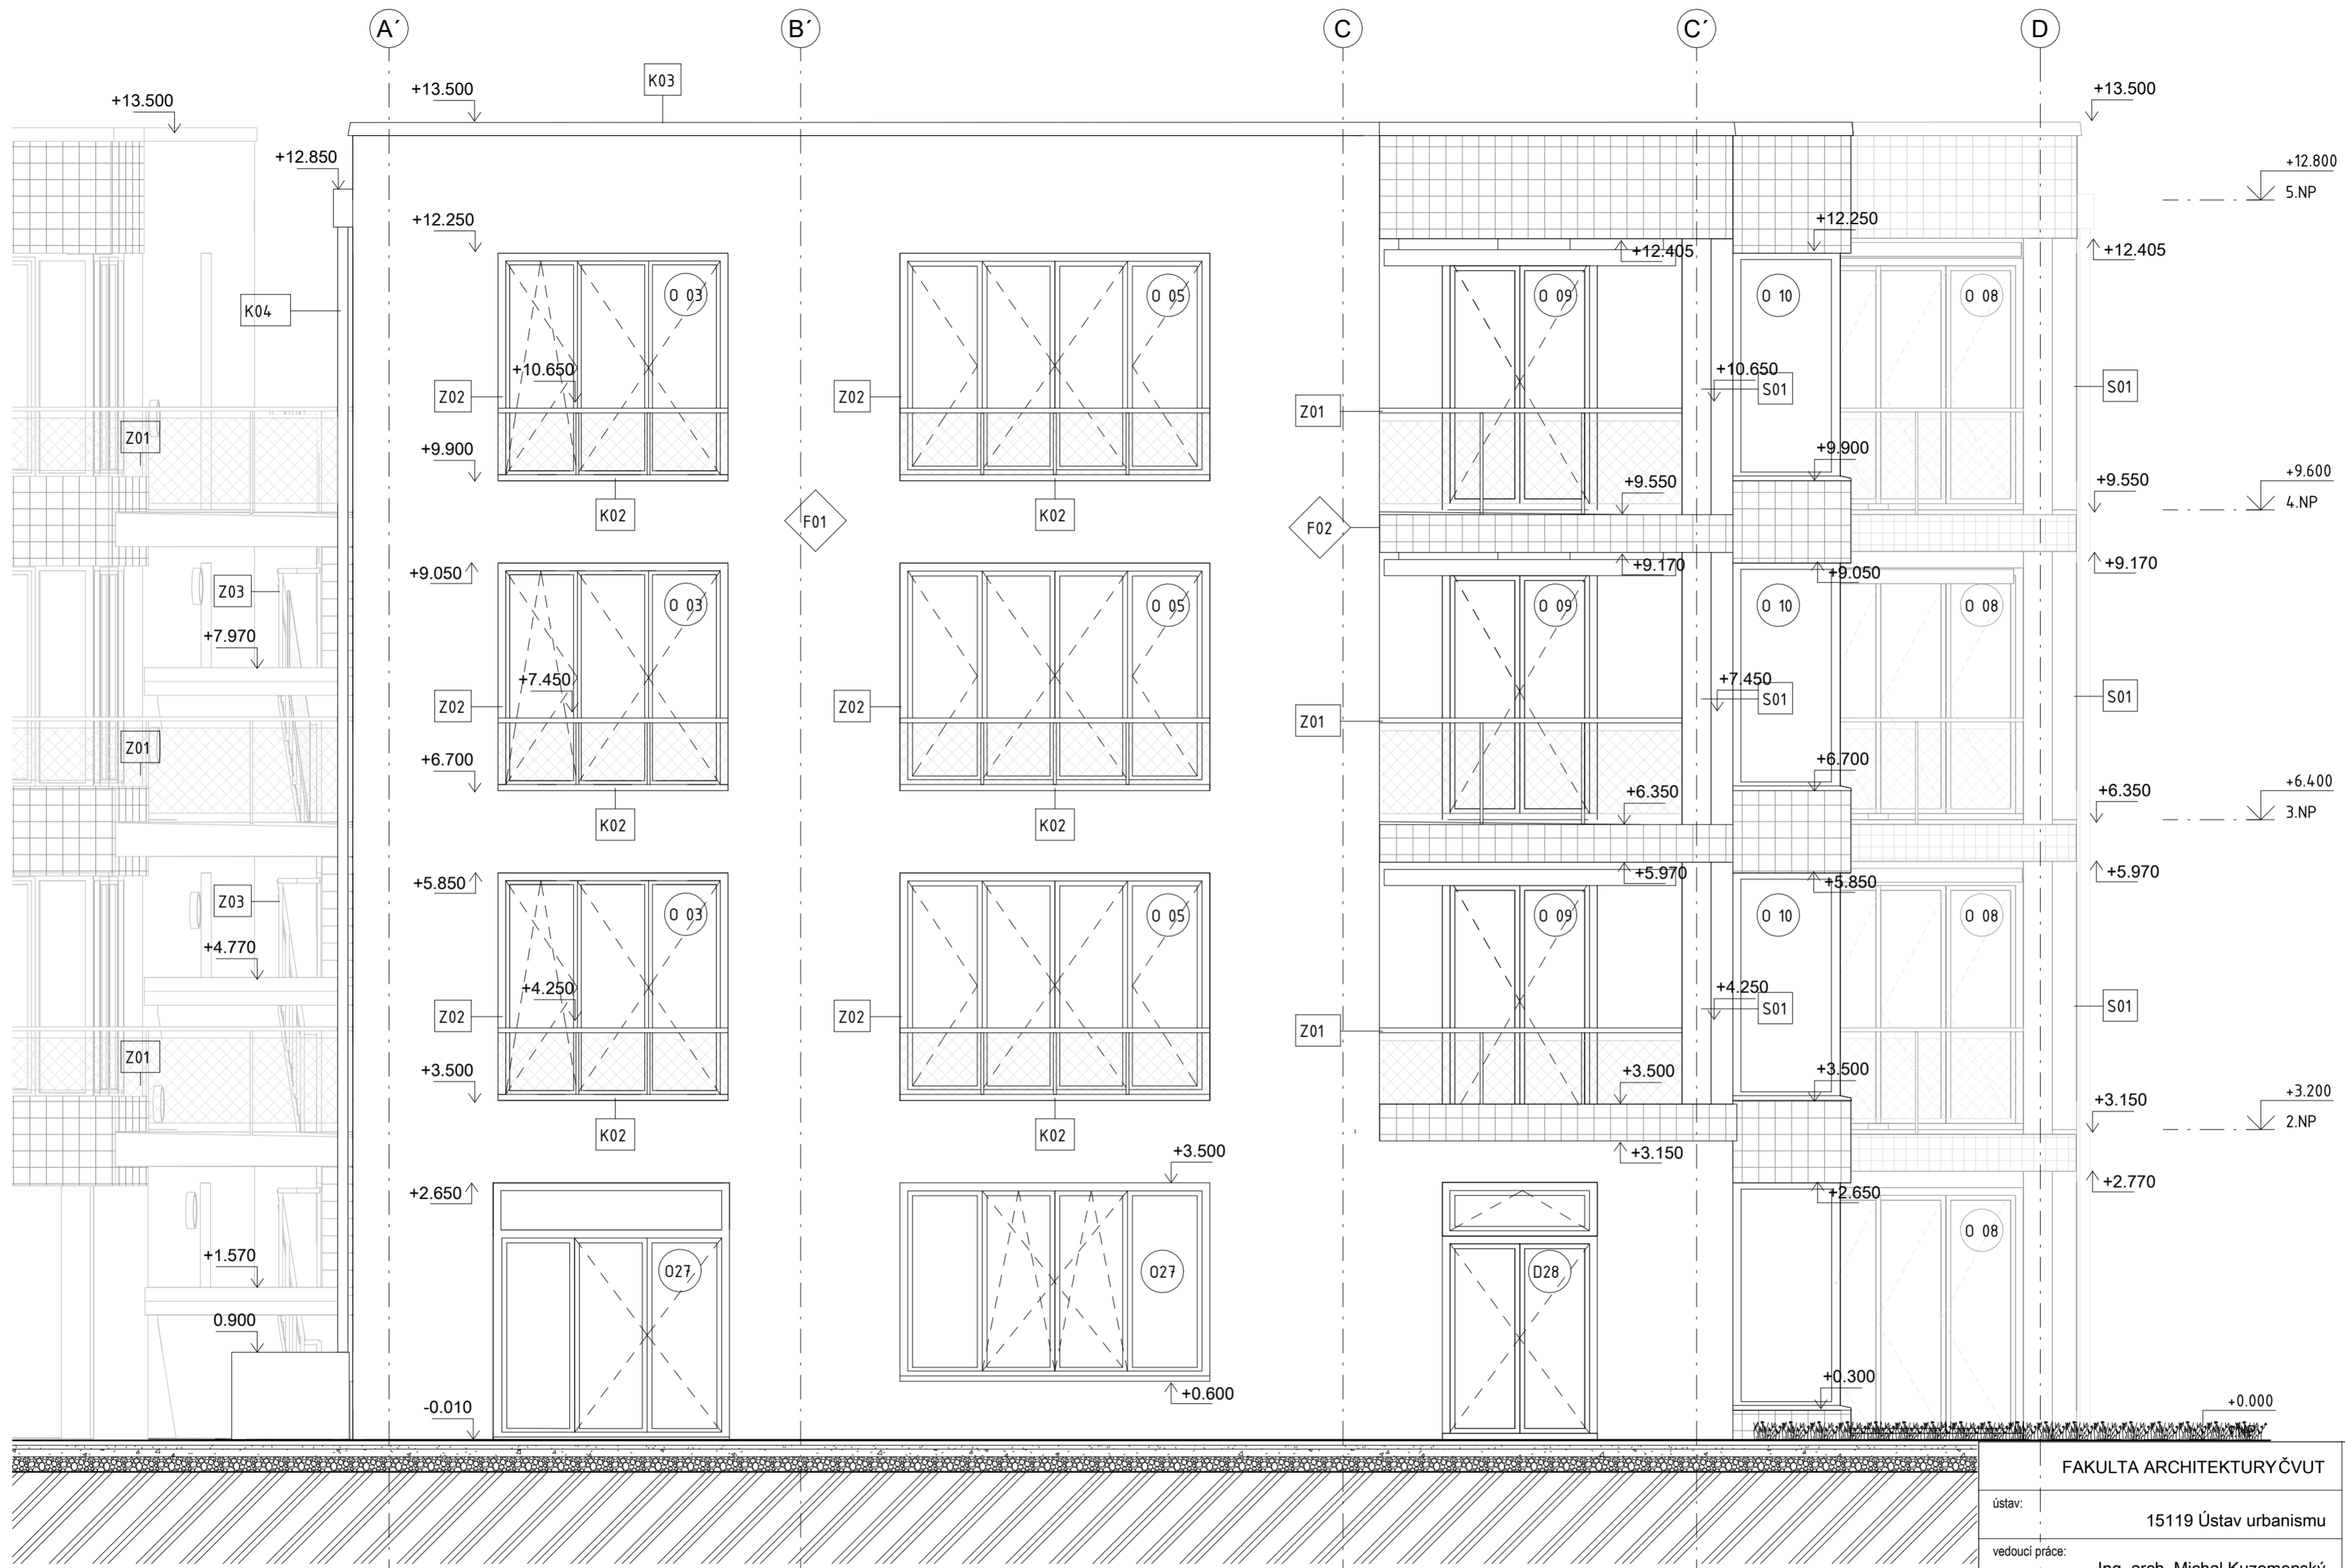 A´ B´ C C´ D
K03
+13.500 +13.500 +13.500
+12.850
+12.800
5.NP
+12.250 +12.250
+12.405 +12.405
K04
O 03 O 05 O 09 O 10 O 08
+10.650 +10.650
Z02 Z02 S01 S01
Z01 Z01
+9.900 +9.900
+9.550 +9.550
+9.600
4.NP
K02 K02
F01 F02
+9.050 +9.170 +9.050 +9.170
Z03
O 03 O 05 O 09 O 10 O 08
+7.970
+7.450 +7.450
Z02 Z02 S01 S01
Z01 Z01
+6.700 +6.700
+6.350 +6.350
+6.400
3.NP
K02 K02
+5.850 +5.970 +5.850 +5.970
Z03
O 03 O 05 O 09 O 10 O 08
+4.770
+4.250 +4.250
Z02 Z02 S01 S01
Z01 Z01
+3.500 +3.500 +3.500
+3.150
+3.200
2.NP
K02 K02
+3.500 +3.150
+2.650 +2.650 +2.770
O 08
+1.570
O27 O27 D28
0.900
+0.300
+0.600
-0.010
+0.000
FAKULTA ARCHITEKTURY ČVUT
ústav:
15119 Ústav urbanismu
vedoucí práce:
Ing. arch. Michal Kuzemenský